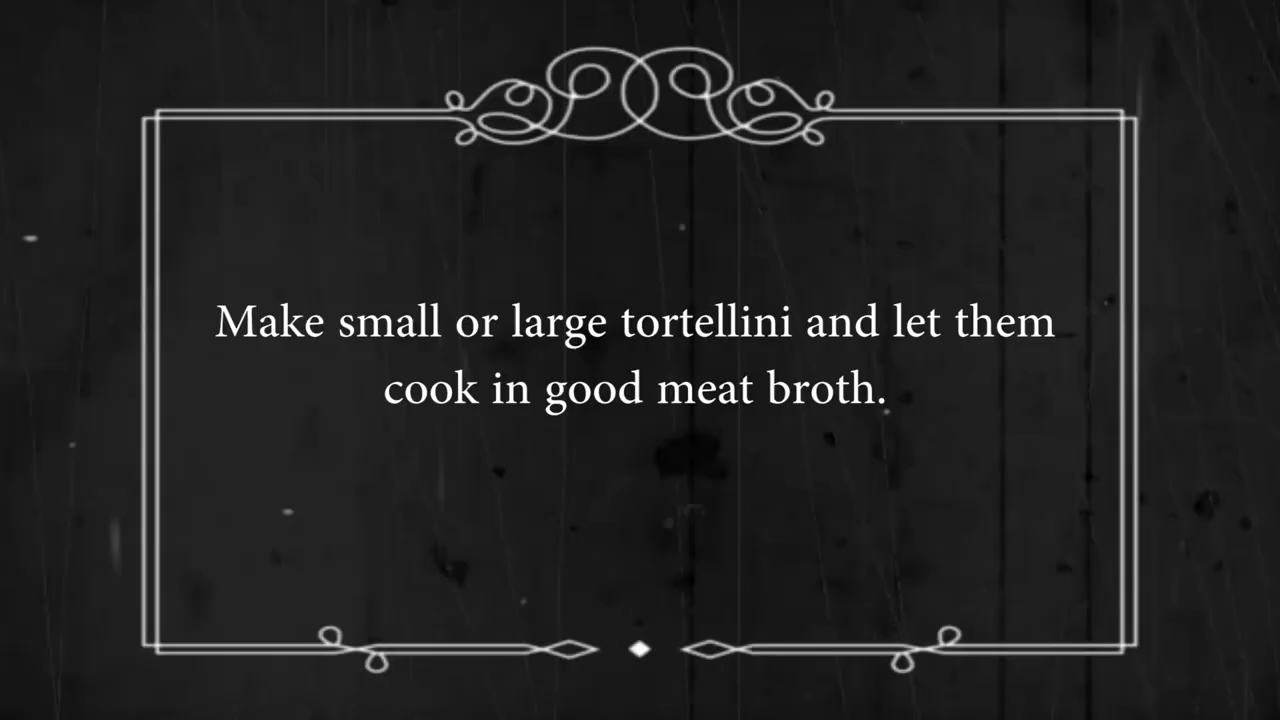 Make small or large tortellini and let them
cook in good meat broth.